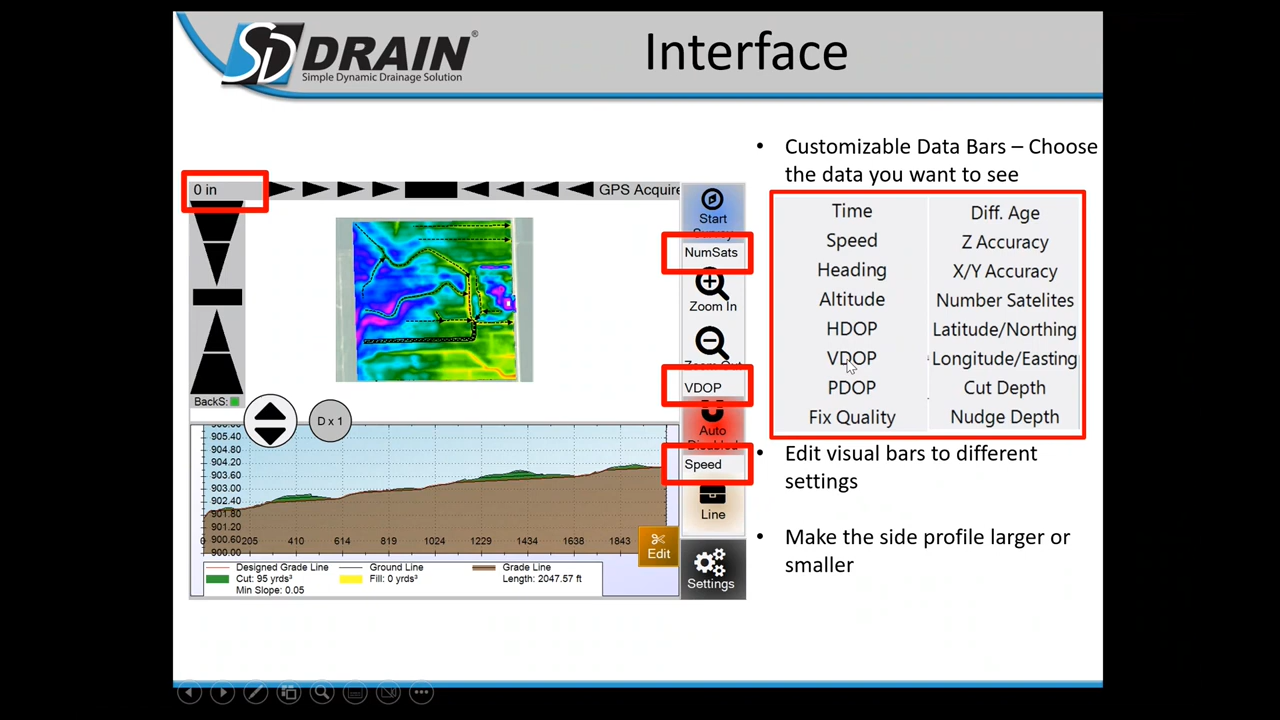 SD DRAIN®
Simple Dynamic Drainage Solution
Interface
• Customizable Data Bars – Choose
the data you want to see
0 in
GPS Acquire
Start
NumSats
Zoom In
VDOP
Auto
Speed
Line
Settings
BackS:
D x 1
905.40
904.80
904.20
903.60
903.00
902.40
901.80
901.20
900.60
900.00
0
205
410
614
819
1024
1229
1434
1638
1843
Edit
Designed Grade Line
Ground Line
Grade Line
Cut: 95 yrds³
Fill: 0 yrds³
Length: 2047.57 ft
Min Slope: 0.05
Time
Diff. Age
Speed
Z Accuracy
Heading
X/Y Accuracy
Altitude
Number Satelites
HDOP
Latitude/Northing
VDOP
Longitude/Easting
PDOP
Cut Depth
Fix Quality
Nudge Depth
• Edit visual bars to different
settings
• Make the side profile larger or
smaller